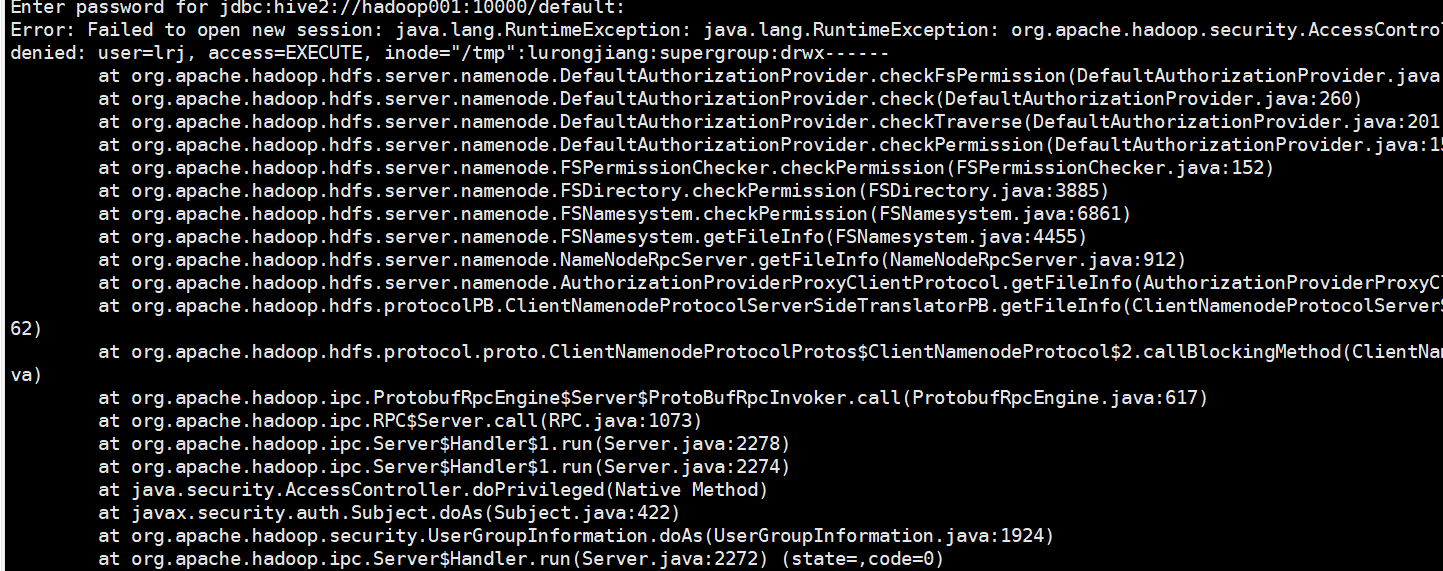 Enter password for jdbc:hive2://hadoop001:10000/default:
Error: Failed to open new session: java.lang.RuntimeException: java.lang.RuntimeException: org.apache.hadoop.security.AccessControl
denied: user=lrj, access=EXECUTE, inode="/tmp":lurongjiang:supergroup:drwx------
at org.apache.hadoop.hdfs.server.namenode.DefaultAuthorizationProvider.checkFsPermission(DefaultAuthorizationProvider.java
at org.apache.hadoop.hdfs.server.namenode.DefaultAuthorizationProvider.check(DefaultAuthorizationProvider.java:260)
at org.apache.hadoop.hdfs.server.namenode.DefaultAuthorizationProvider.checkTraverse(DefaultAuthorizationProvider.java:201
at org.apache.hadoop.hdfs.server.namenode.DefaultAuthorizationProvider.checkPermission(DefaultAuthorizationProvider.java:15
at org.apache.hadoop.hdfs.server.namenode.FSPermissionChecker.checkPermission(FSPermissionChecker.java:152)
at org.apache.hadoop.hdfs.server.namenode.FSDirectory.checkPermission(FSDirectory.java:3885)
at org.apache.hadoop.hdfs.server.namenode.FSNamesystem.checkPermission(FSNamesystem.java:6861)
at org.apache.hadoop.hdfs.server.namenode.FSNamesystem.getFileInfo(FSNamesystem.java:4455)
at org.apache.hadoop.hdfs.server.namenode.NameNodeRpcServer.getFileInfo(NameNodeRpcServer.java:912)
at org.apache.hadoop.hdfs.server.namenode.AuthorizationProviderProxyClientProtocol.getFileInfo(AuthorizationProviderProxyCl
at org.apache.hadoop.hdfs.protocolPB.ClientNamenodeProtocolServerSideTranslatorPB.getFileInfo(ClientNamenodeProtocolServerS
62)
at org.apache.hadoop.hdfs.protocol.proto.ClientNamenodeProtocolProtos$ClientNamenodeProtocol$2.callBlockingMethod(ClientNam
va)
at org.apache.hadoop.ipc.ProtobufRpcEngine$Server$ProtoBufRpcInvoker.call(ProtobufRpcEngine.java:617)
at org.apache.hadoop.ipc.RPC$Server.call(RPC.java:1073)
at org.apache.hadoop.ipc.Server$Handler$1.run(Server.java:2278)
at org.apache.hadoop.ipc.Server$Handler$1.run(Server.java:2274)
at java.security.AccessController.doPrivileged(Native Method)
at javax.security.auth.Subject.doAs(Subject.java:422)
at org.apache.hadoop.security.UserGroupInformation.doAs(UserGroupInformation.java:1924)
at org.apache.hadoop.ipc.Server$Handler.run(Server.java:2272) (state=,code=0)